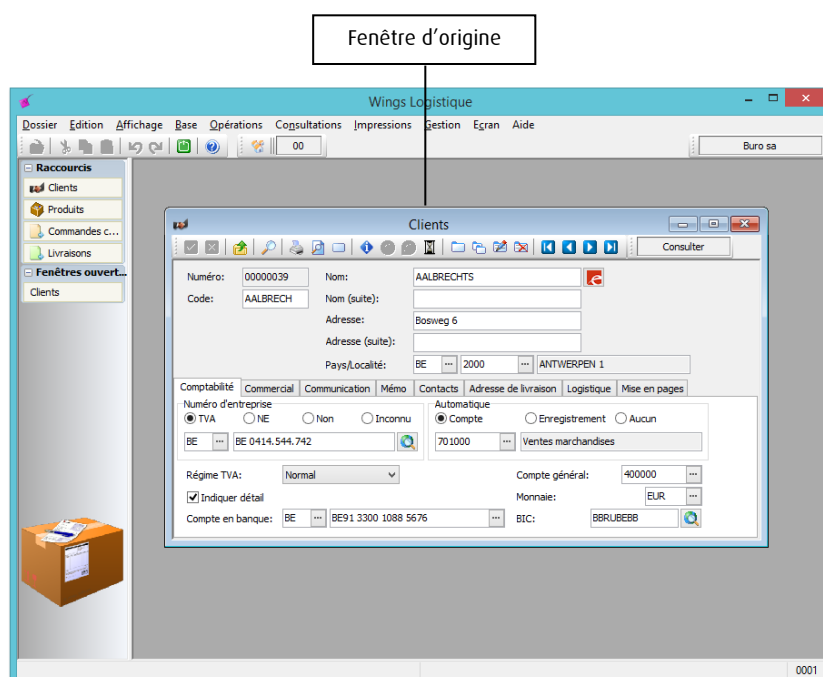 Fenêtre d'origine
Wings Logistique
Dossier Edition Affichage Base Opérations Consultations Impressions Gestion Ecran Aide
00
Buro sa
Raccourcis
Clients
Produits
Commandes c...
Livraisons
Fenêtres ouvert...
Clients
Clients
Consulter
Numéro: 00000039 Nom: AALBRECHTS
Code: AALBRECH Nom (suite):
Adresse: Bosweg 6
Adresse (suite):
Pays/Localité: BE ... 2000 ... ANTWERPEN 1
Comptabilité Commercial Communication Mémo Contacts Adresse de livraison Logistique Mise en pages
Numéro d'entreprise Automatique
TVA NE Non Inconnu Compte Enregistrement Aucun
BE ... BE 0414.544.742 701000 ... Ventes marchandises
Régime TVA: Normal Compte général: 400000 ...
Indiquer détail Monnaie: EUR ...
Compte en banque: BE ... BE91 3300 1088 5676 ... BIC: BBRUBEBB
0001